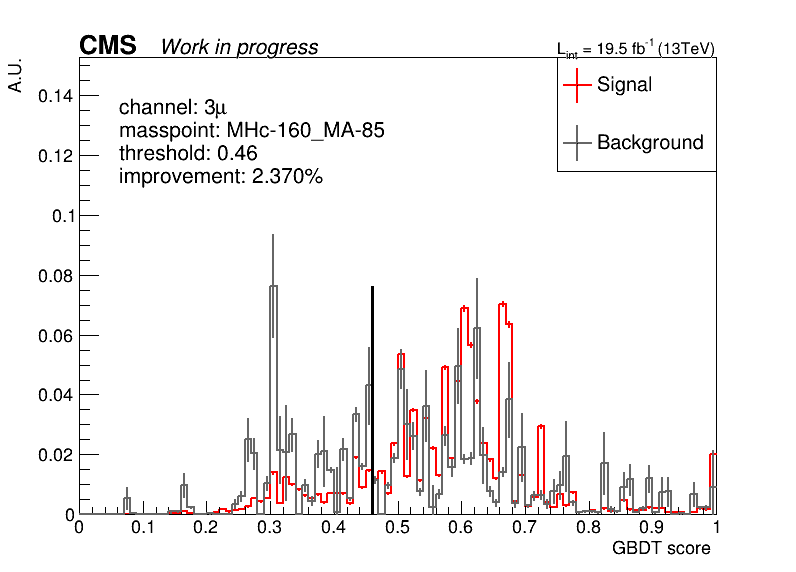 CMS Work in progress
L_int = 19.5 fb^-1 (13TeV)
A.U.
Signal
Background
channel: 3μ
masspoint: MHc-160_MA-85
threshold: 0.46
improvement: 2.370%
0.14
0.12
0.1
0.08
0.06
0.04
0.02
0
0 0.1 0.2 0.3 0.4 0.5 0.6 0.7 0.8 0.9 1
GBDT score